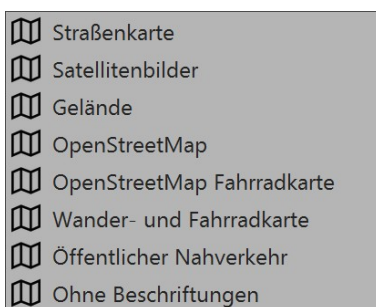 Straßenkarte
Satellitenbilder
Gelände
OpenStreetMap
OpenStreetMap Fahrradkarte
Wander- und Fahrradkarte
Öffentlicher Nahverkehr
Ohne Beschriftungen